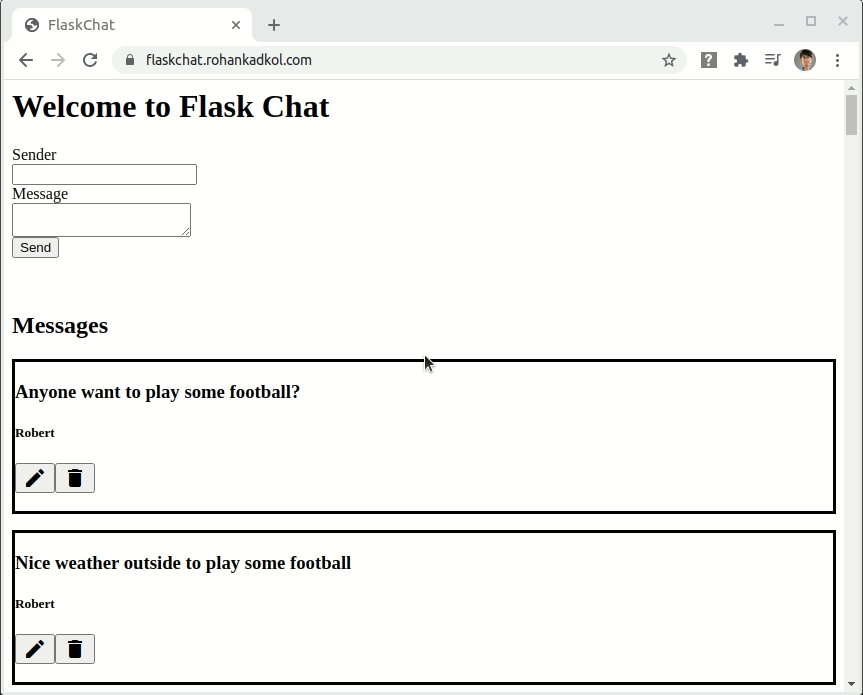 FlaskChat
flaskchat.rohankadkol.com
Welcome to Flask Chat
Sender
Message
Send
Messages
Anyone want to play some football?
Robert
Nice weather outside to play some football
Robert